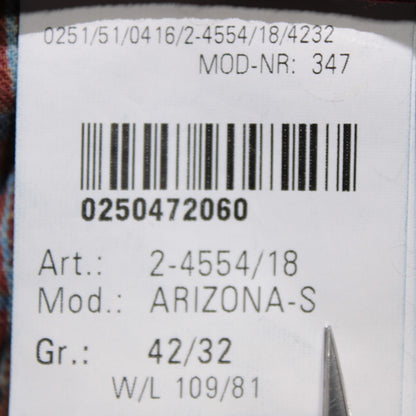 0251/51/0416/2-4554/18/4232
MOD-NR: 347
0250472060
Art.: 2-4554/18
Mod.: ARIZONA-S
Gr.: 42/32
W/L 109/81